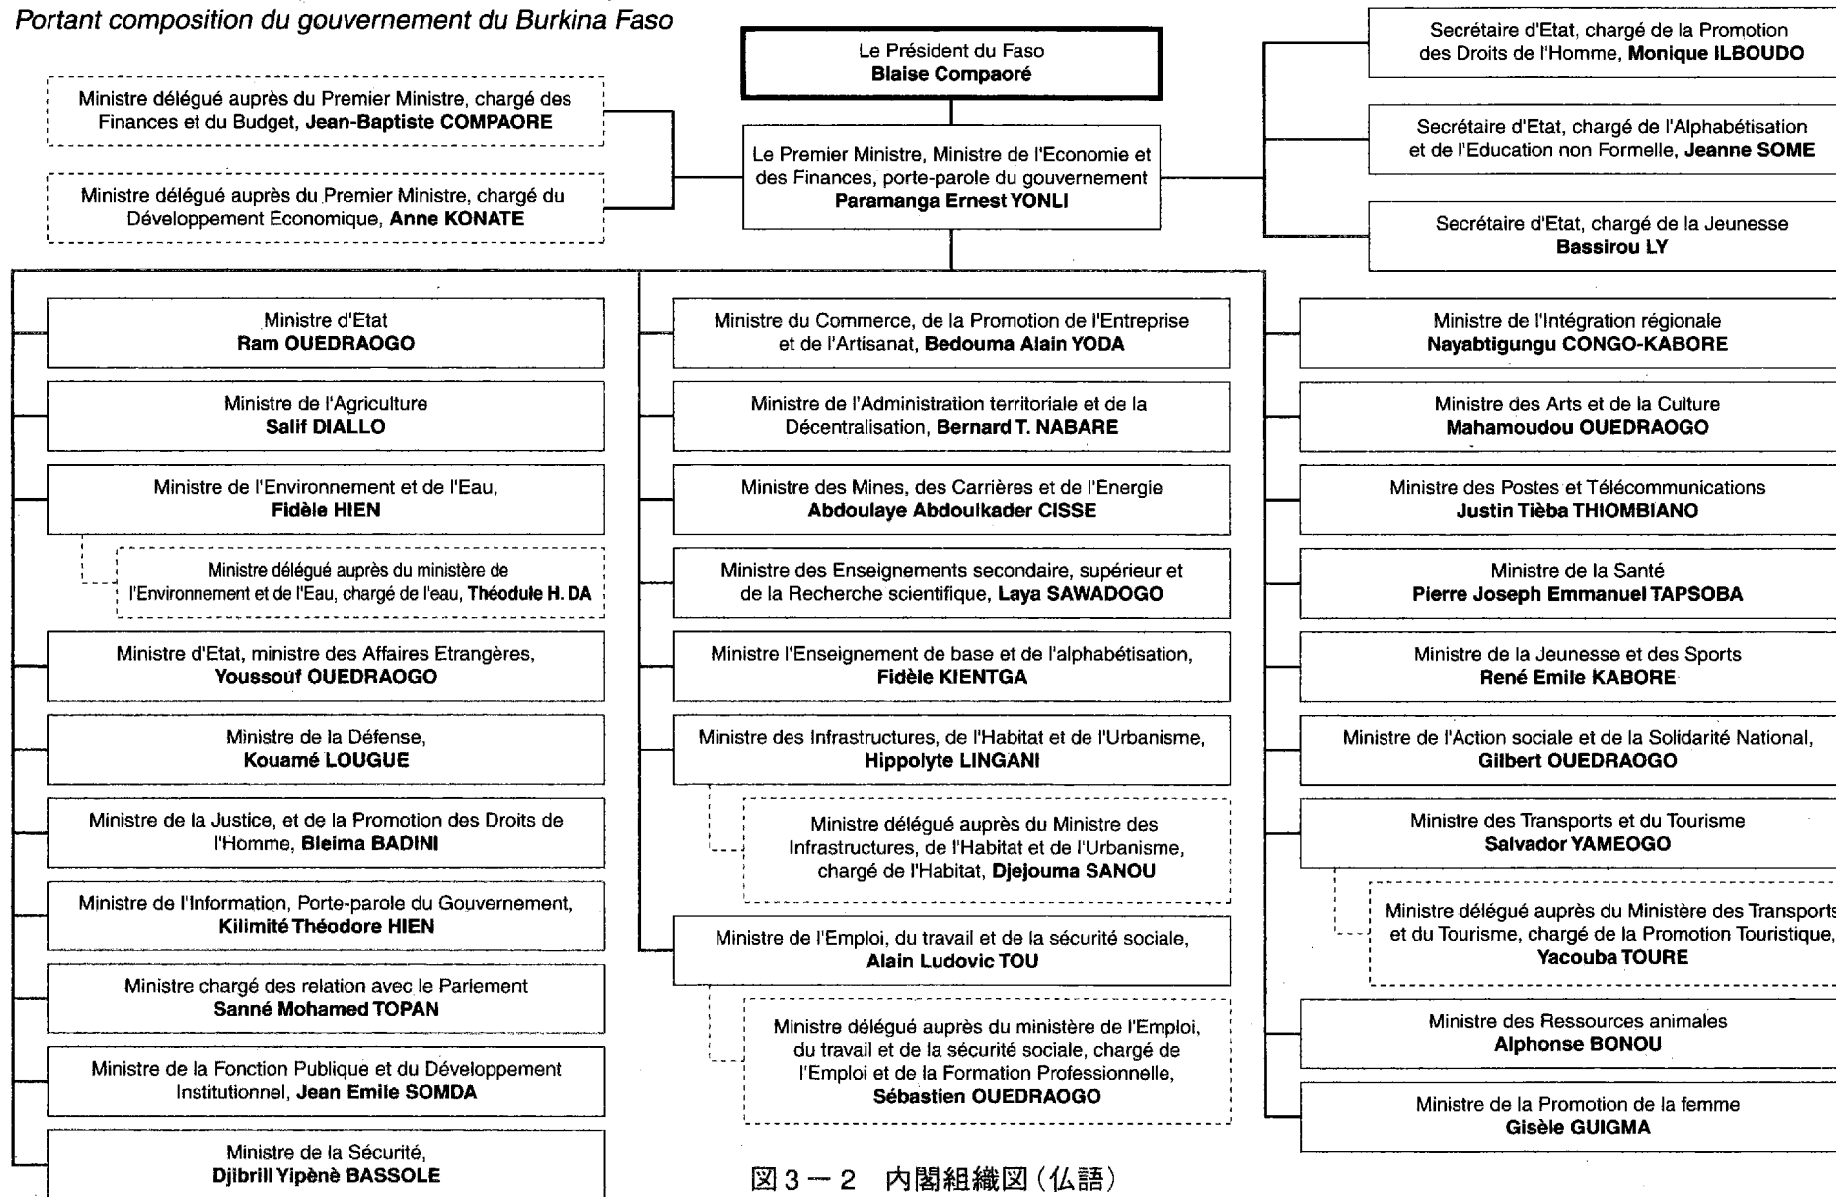 Portant composition du gouvernement du Burkina Faso
Le Président du Faso
Blaise Compaoré
Ministre délégué auprès du Premier Ministre, chargé des
Finances et du Budget, Jean-Baptiste COMPAORE
Ministre délégué auprès du Premier Ministre, chargé du
Développement Economique, Anne KONATE
Le Premier Ministre, Ministre de l'Economie et
des Finances, porte-parole du gouvernement
Paramanga Ernest YONLI
Secrétaire d'Etat, chargé de la Promotion
des Droits de l'Homme, Monique ILBOUDO
Secrétaire d'Etat, chargé de l'Alphabétisation
et de l'Education non Formelle, Jeanne SOME
Secrétaire d'Etat, chargé de la Jeunesse
Bassirou LY
Ministre d'Etat
Ram OUEDRAOGO
Ministre de l'Agriculture
Salif DIALLO
Ministre de l'Environnement et de l'Eau,
Fidèle HIEN
Ministre délégué auprès du ministère de
l'Environnement et de l'Eau, chargé de l'eau, Théodule H. DA
Ministre d'Etat, ministre des Affaires Etrangères,
Youssouf OUEDRAOGO
Ministre de la Défense,
Kouamé LOUGUE
Ministre de la Justice, et de la Promotion des Droits de
l'Homme, Bleima BADINI
Ministre de l'Information, Porte-parole du Gouvernement,
Kilimité Théodore HIEN
Ministre chargé des relation avec le Parlement
Sanné Mohamed TOPAN
Ministre de la Fonction Publique et du Développement
Institutionnel, Jean Emile SOMDA
Ministre de la Sécurité,
Djibrill Yipènè BASSOLE
Ministre du Commerce, de la Promotion de l'Entreprise
et de l'Artisanat, Bedouma Alain YODA
Ministre de l'Administration territoriale et de la
Décentralisation, Bernard T. NABARE
Ministre des Mines, des Carrières et de l'Energie
Abdoulaye Abdoulkader CISSE
Ministre des Enseignements secondaire, supérieur et
de la Recherche scientifique, Laya SAWADOGO
Ministre l'Enseignement de base et de l'alphabétisation,
Fidèle KIENTGA
Ministre des Infrastructures, de l'Habitat et de l'Urbanisme,
Hippolyte LINGANI
Ministre délégué auprès du Ministre des
Infrastructures, de l'Habitat et de l'Urbanisme,
chargé de l'Habitat, Djejouma SANOU
Ministre de l'Emploi, du travail et de la sécurité sociale,
Alain Ludovic TOU
Ministre délégué auprès du ministère de l'Emploi,
du travail et de la sécurité sociale, chargé de
l'Emploi et de la Formation Professionnelle,
Sébastien OUEDRAOGO
Ministre de l'Intégration régionale
Nayabtigungu CONGO-KABORE
Ministre des Arts et de la Culture
Mahamoudou OUEDRAOGO
Ministre des Postes et Télécommunications
Justin Tièba THIOMBIANO
Ministre de la Santé
Pierre Joseph Emmanuel TAPSOBA
Ministre de la Jeunesse et des Sports
René Emile KABORE
Ministre de l'Action sociale et de la Solidarité National,
Gilbert OUEDRAOGO
Ministre des Transports et du Tourisme
Salvador YAMEOGO
Ministre délégué auprès du Ministère des Transports
et du Tourisme, chargé de la Promotion Touristique,
Yacouba TOURE
Ministre des Ressources animales
Alphonse BONOU
Ministre de la Promotion de la femme
Gisèle GUIGMA
図3－2 内閣組織図（仏語）